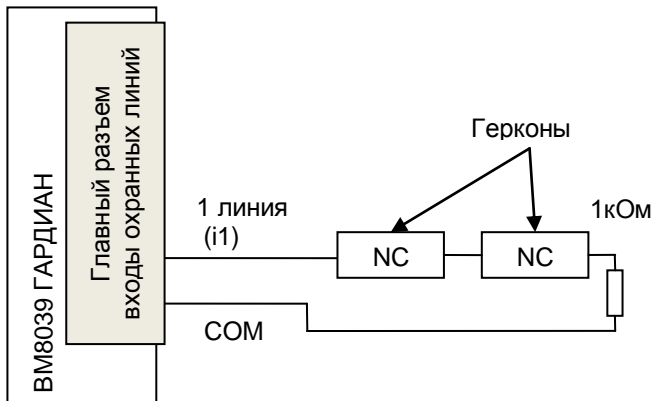 ВМ8039 ГАРДИАН
Главный разъем
входы охранных линий
1 линия
(i1)
COM
Герконы
NC
NC
1кОм